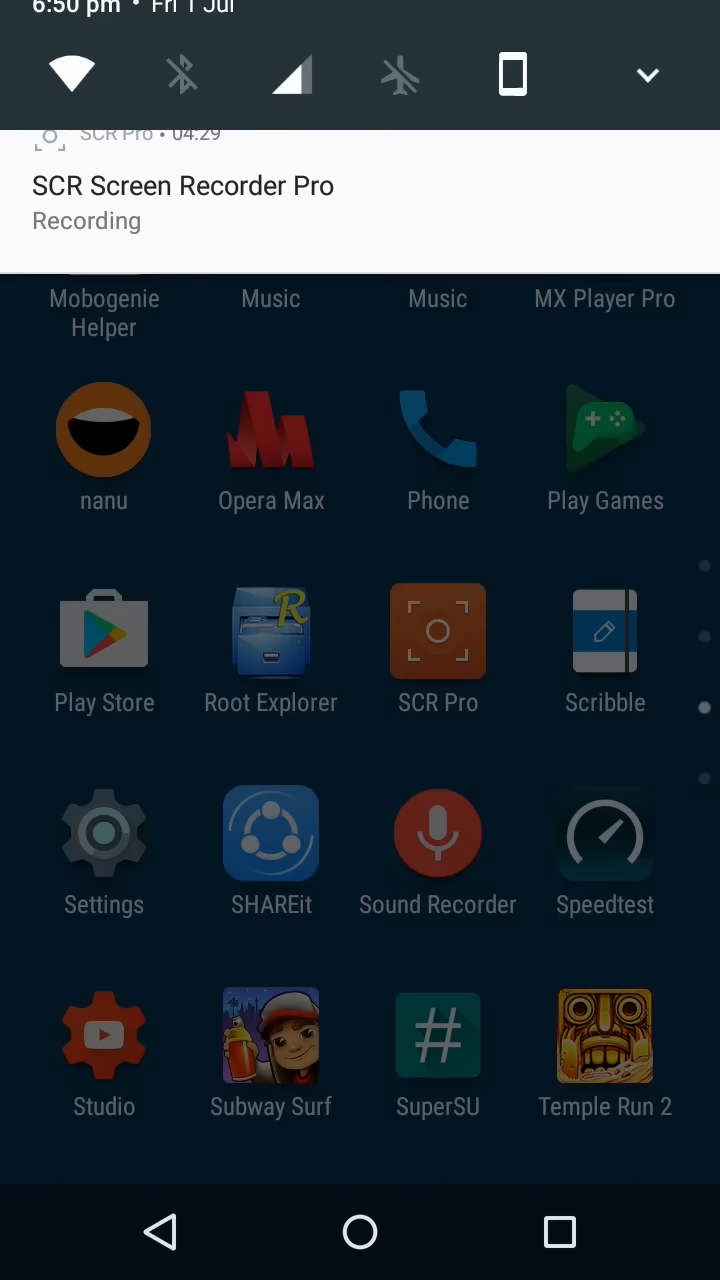 6:50 pm • Fri 1 Jul
SCR Pro • 04:29
SCR Screen Recorder Pro
Recording
Mobogenie Helper
Music
Music
MX Player Pro
nanu
Opera Max
Phone
Play Games
R
Play Store
Root Explorer
SCR Pro
Scribble
Settings
SHAREit
Sound Recorder
Speedtest
#
Studio
Subway Surf
SuperSU
Temple Run 2